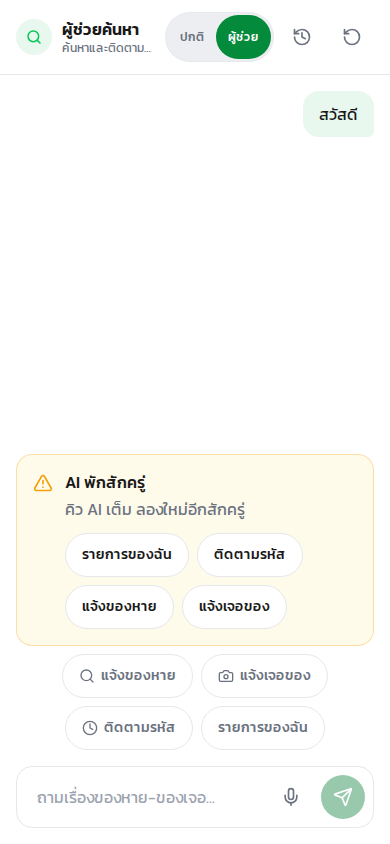 ผู้ช่วยค้นหา
ค้นหาและติดตาม...
ปกติ
ผู้ช่วย
สวัสดี
AI พักสักครู่
คิว AI เต็ม ลองใหม่อีกสักครู่
รายการของฉัน
ติดตามรหัส
แจ้งของหาย
แจ้งเจอของ
แจ้งของหาย
แจ้งเจอของ
ติดตามรหัส
รายการของฉัน
ถามเรื่องของหาย-ของเจอ...